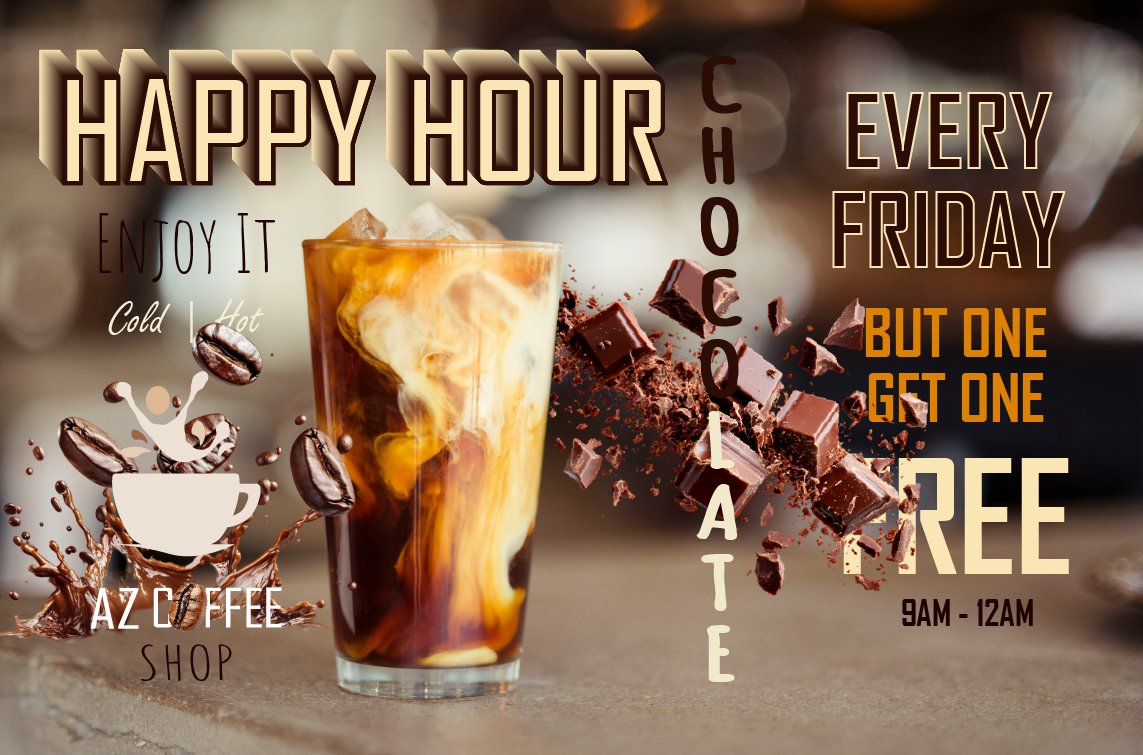 HAPPY HOUR
Enjoy It
Cold | Hot
AZ COFFEE
SHOP
CHOCOLATE
EVERY
FRIDAY
BUT ONE
GET ONE
FREE
9AM - 12AM